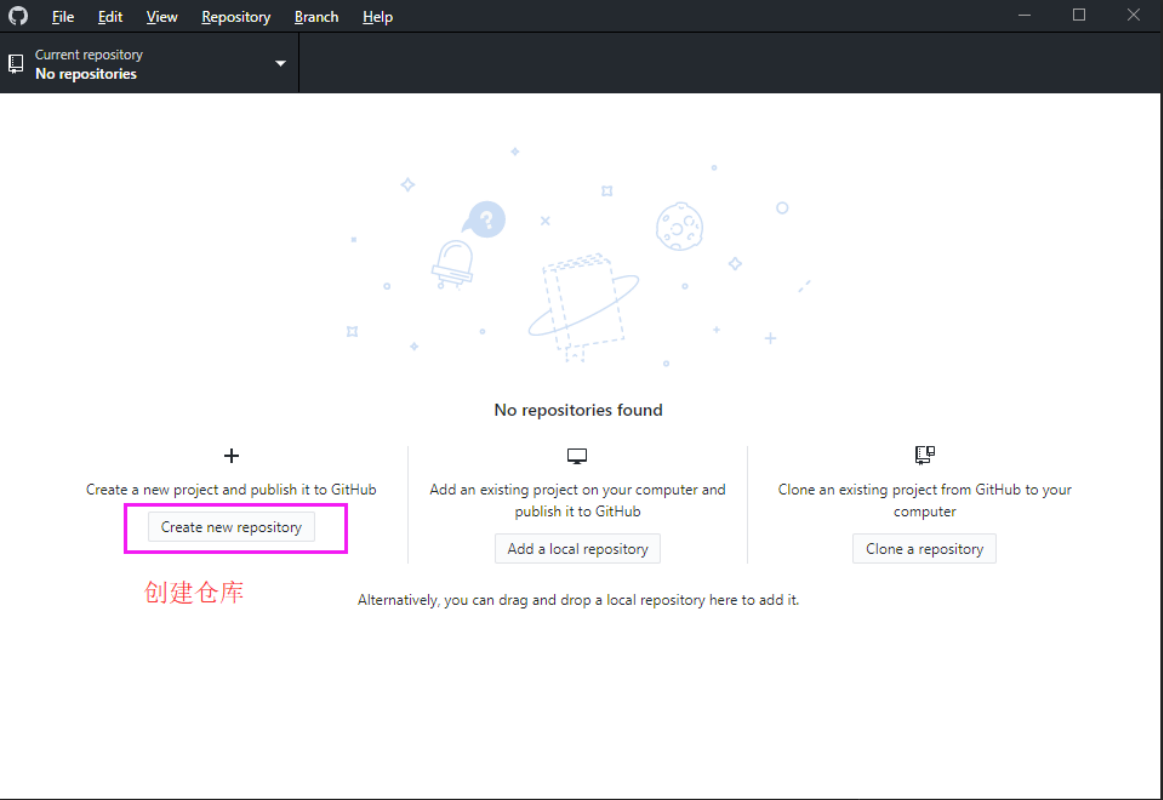 File Edit View Repository Branch Help
Current repository
No repositories
?
No repositories found
Create a new project and publish it to GitHub
Create new repository
Add an existing project on your computer and
publish it to GitHub
Add a local repository
Clone an existing project from GitHub to your
computer
Clone a repository
创建仓库
Alternatively, you can drag and drop a local repository here to add it.